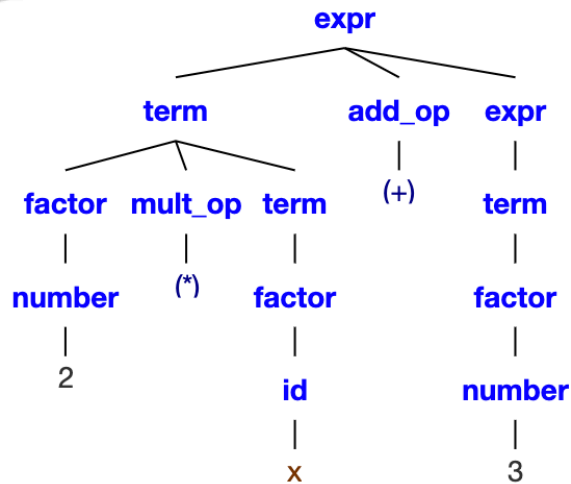 expr
term add_op expr
factor mult_op term (+) term
number (*) factor factor
2 id number
x 3